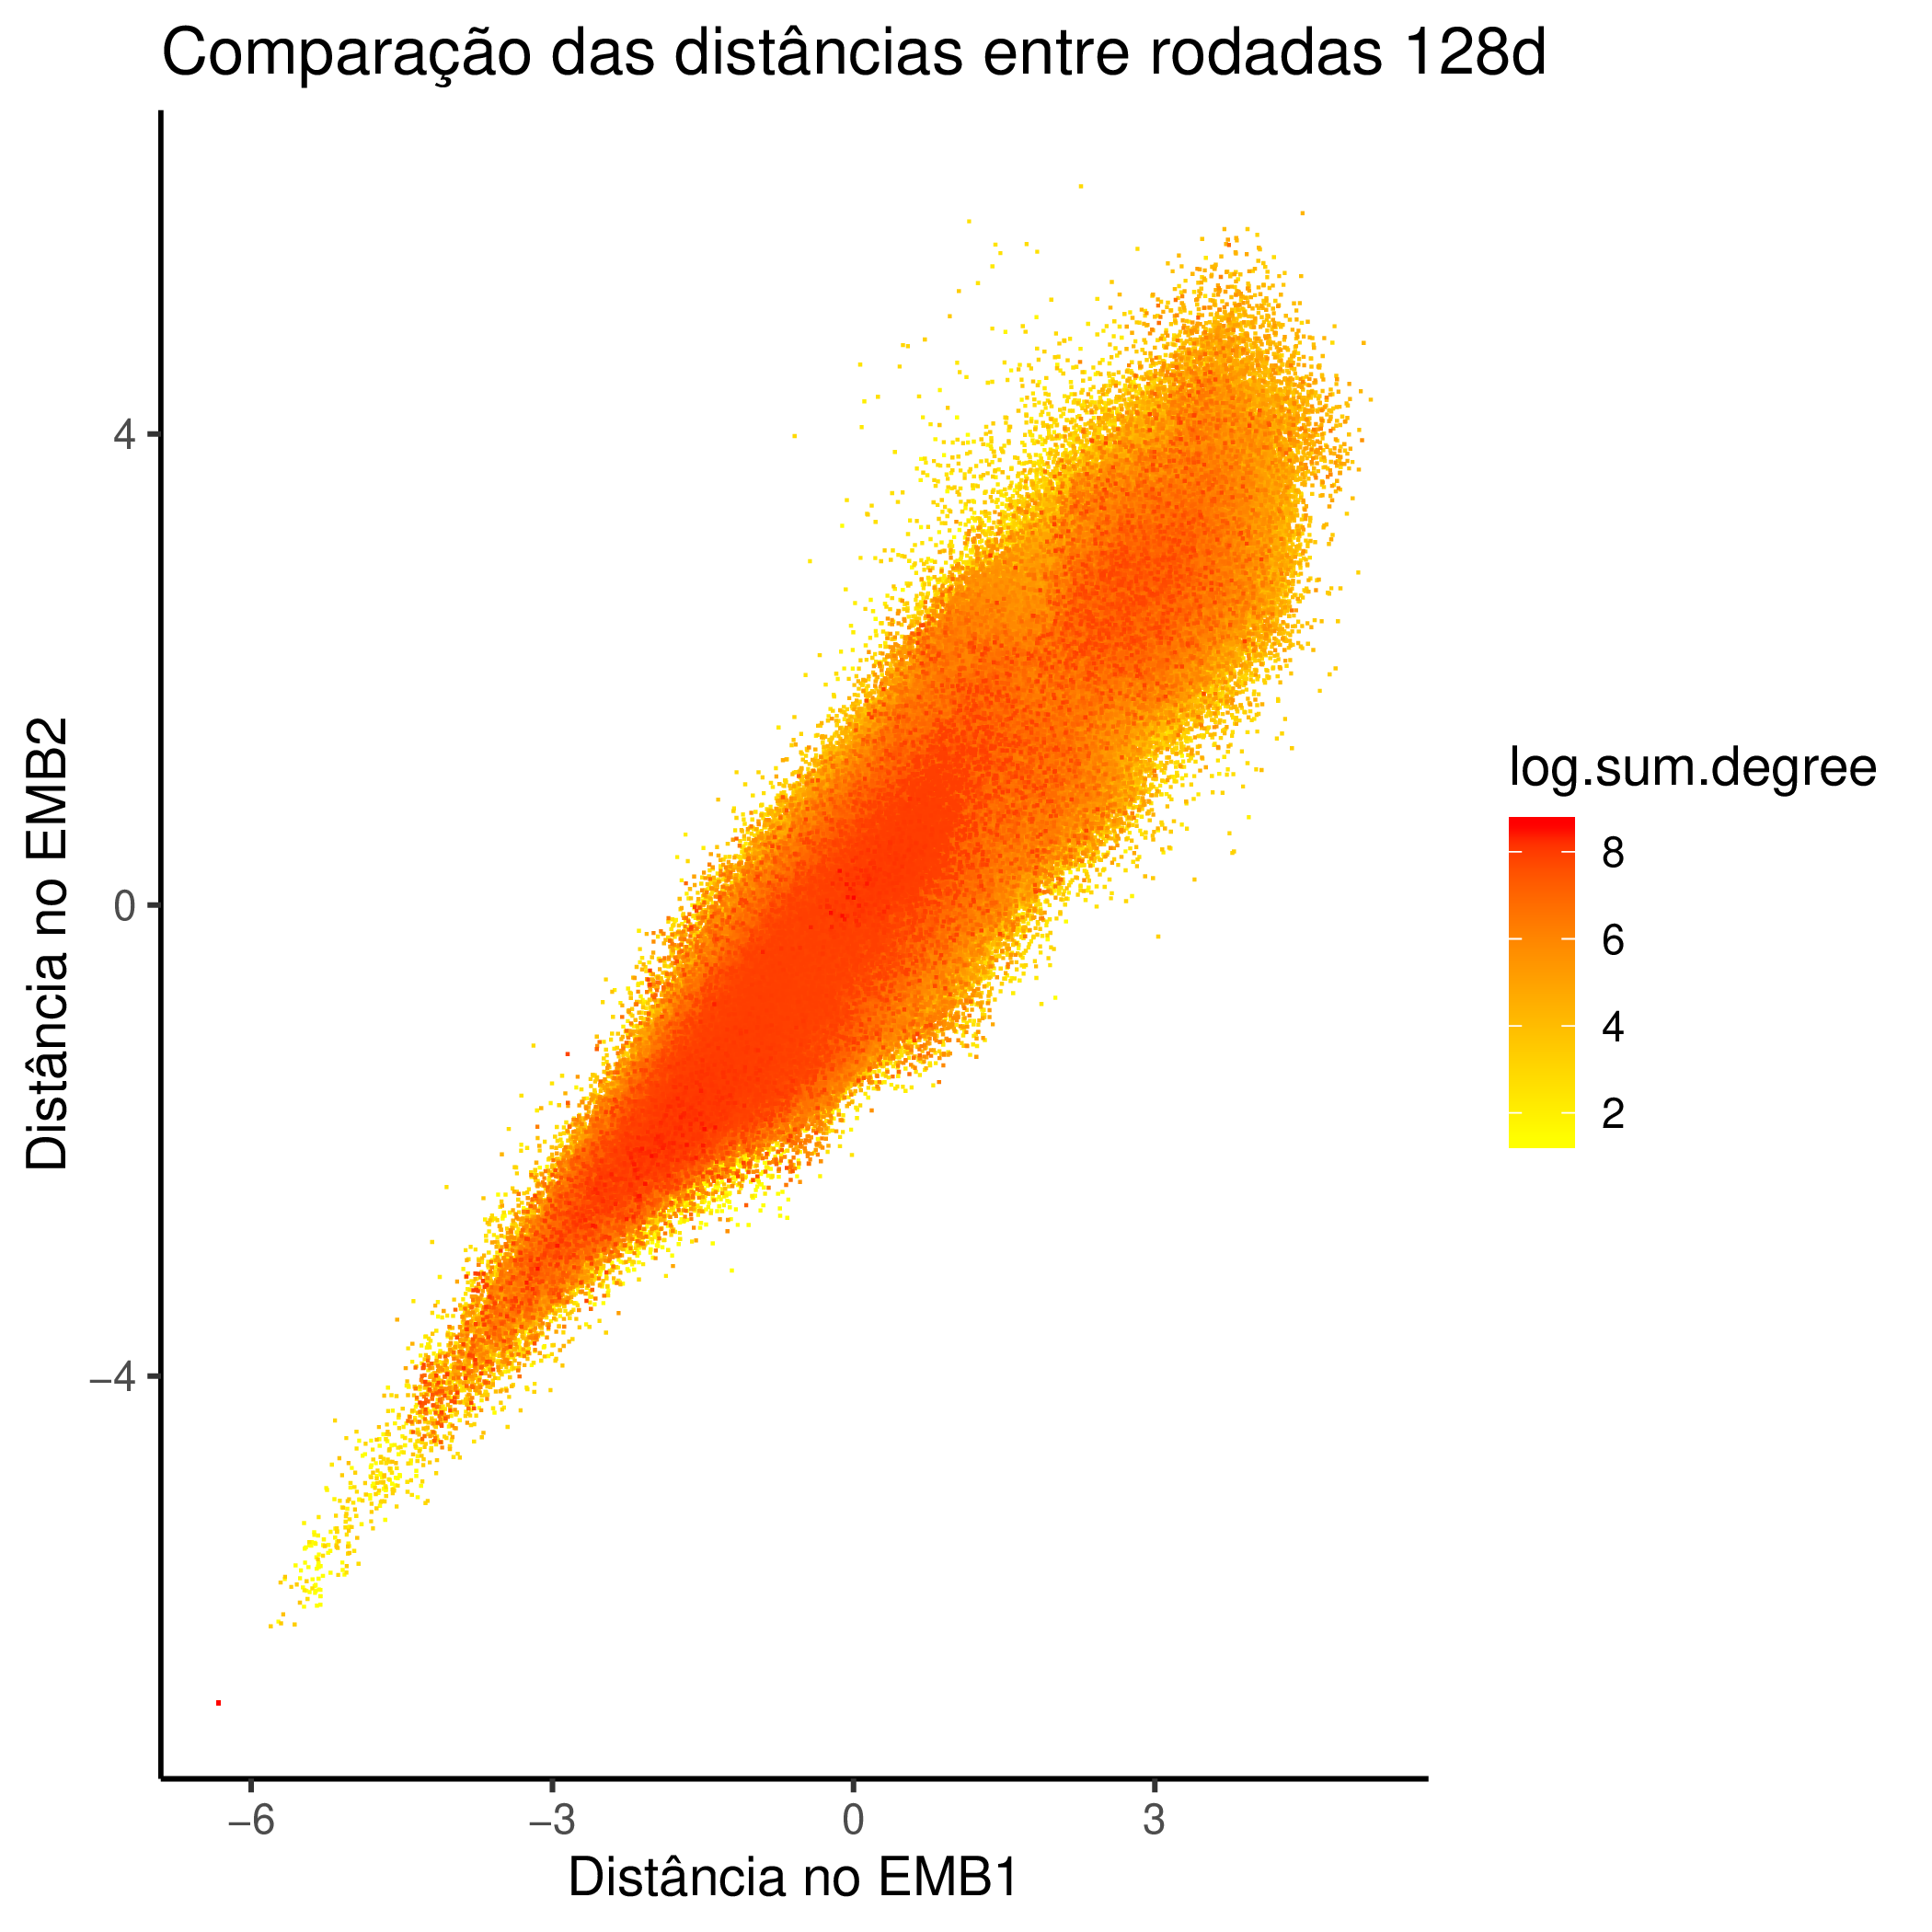 Comparação das distâncias entre rodadas 128d
Distância no EMB2
4
0
−4
−6
−3
0
3
Distância no EMB1
log.sum.degree
8
6
4
2